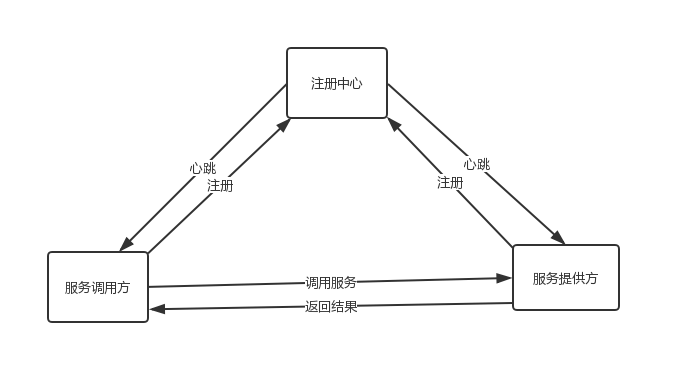 注册中心
心跳
心跳
注册
注册
服务调用方
调用服务
服务提供方
返回结果